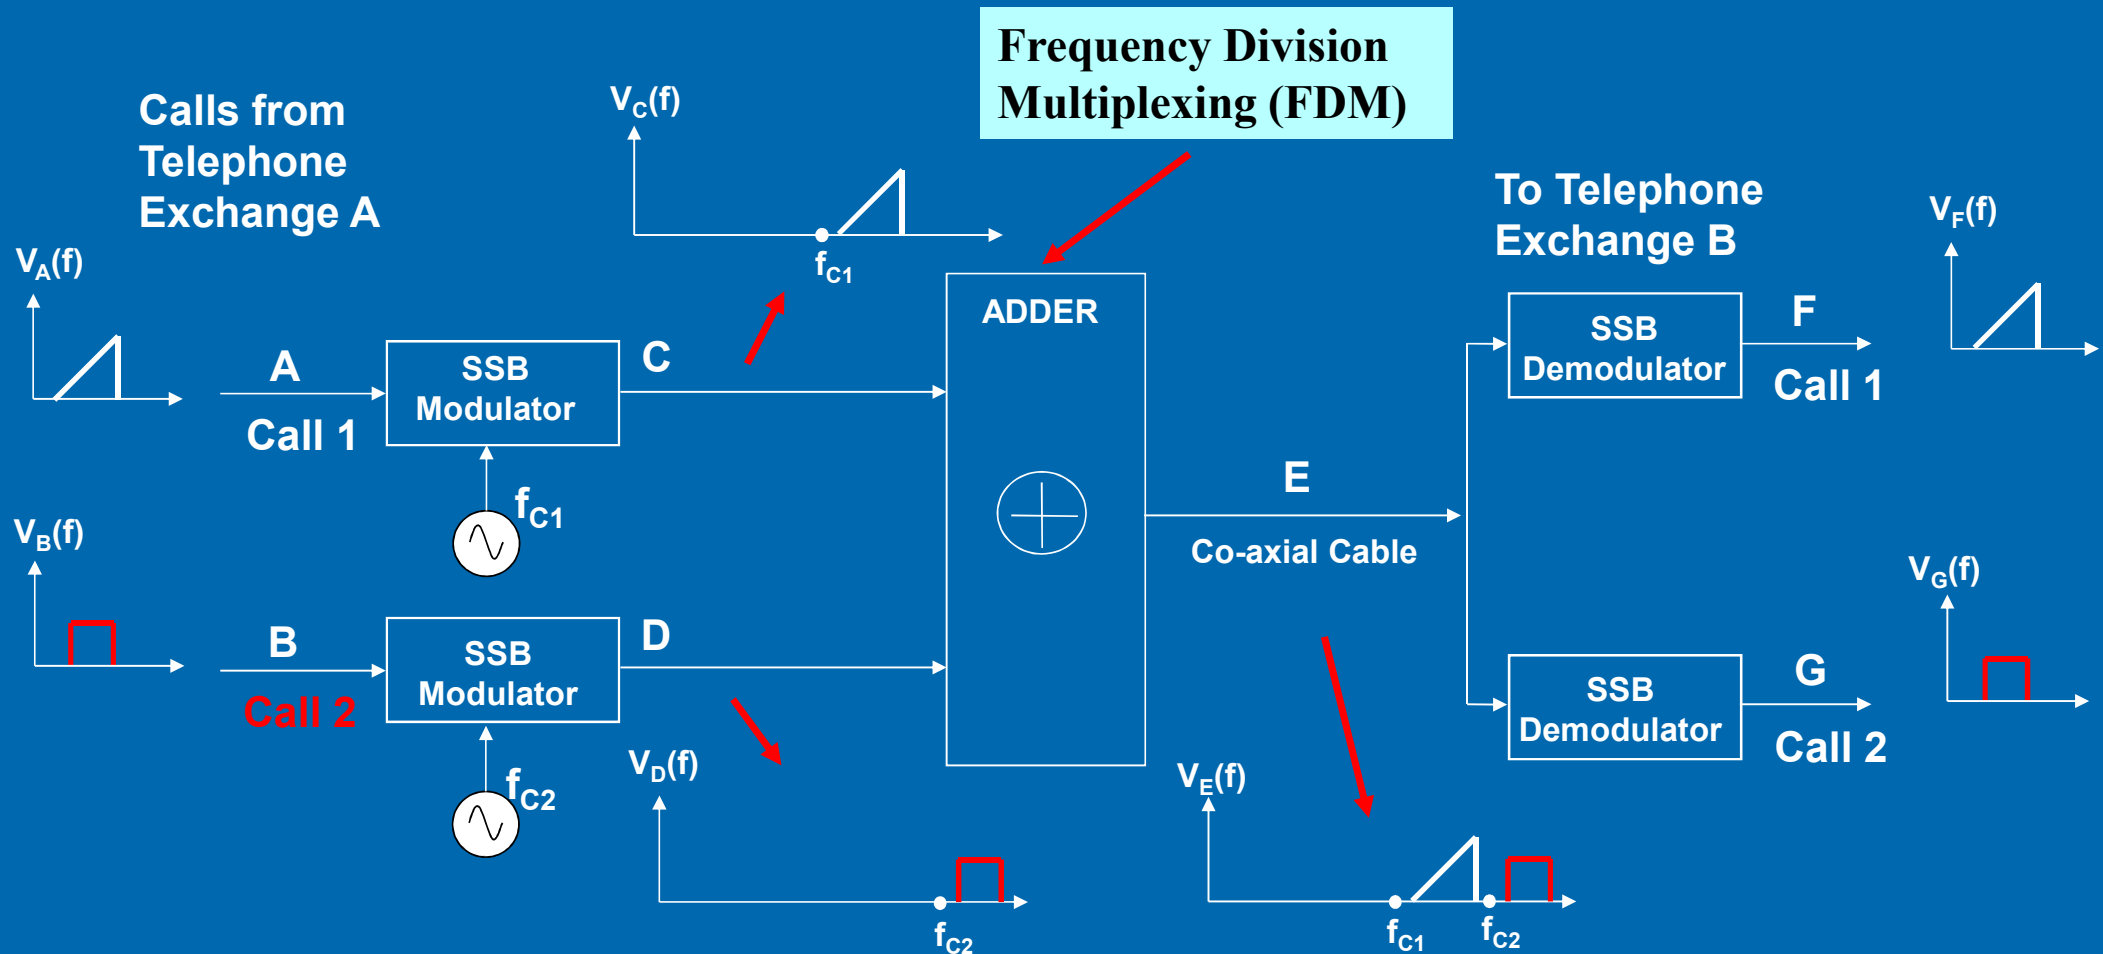 Frequency Division
Multiplexing (FDM)
Calls from
Telephone
Exchange A
V_C(f)
f_C1
To Telephone
Exchange B
V_F(f)
V_A(f)
A
Call 1
SSB
Modulator
C
f_C1
ADDER
E
Co-axial Cable
SSB
Demodulator
F
Call 1
V_B(f)
B
Call 2
SSB
Modulator
D
f_C2
V_D(f)
f_C2
V_E(f)
f_C1
f_C2
SSB
Demodulator
G
Call 2
V_G(f)